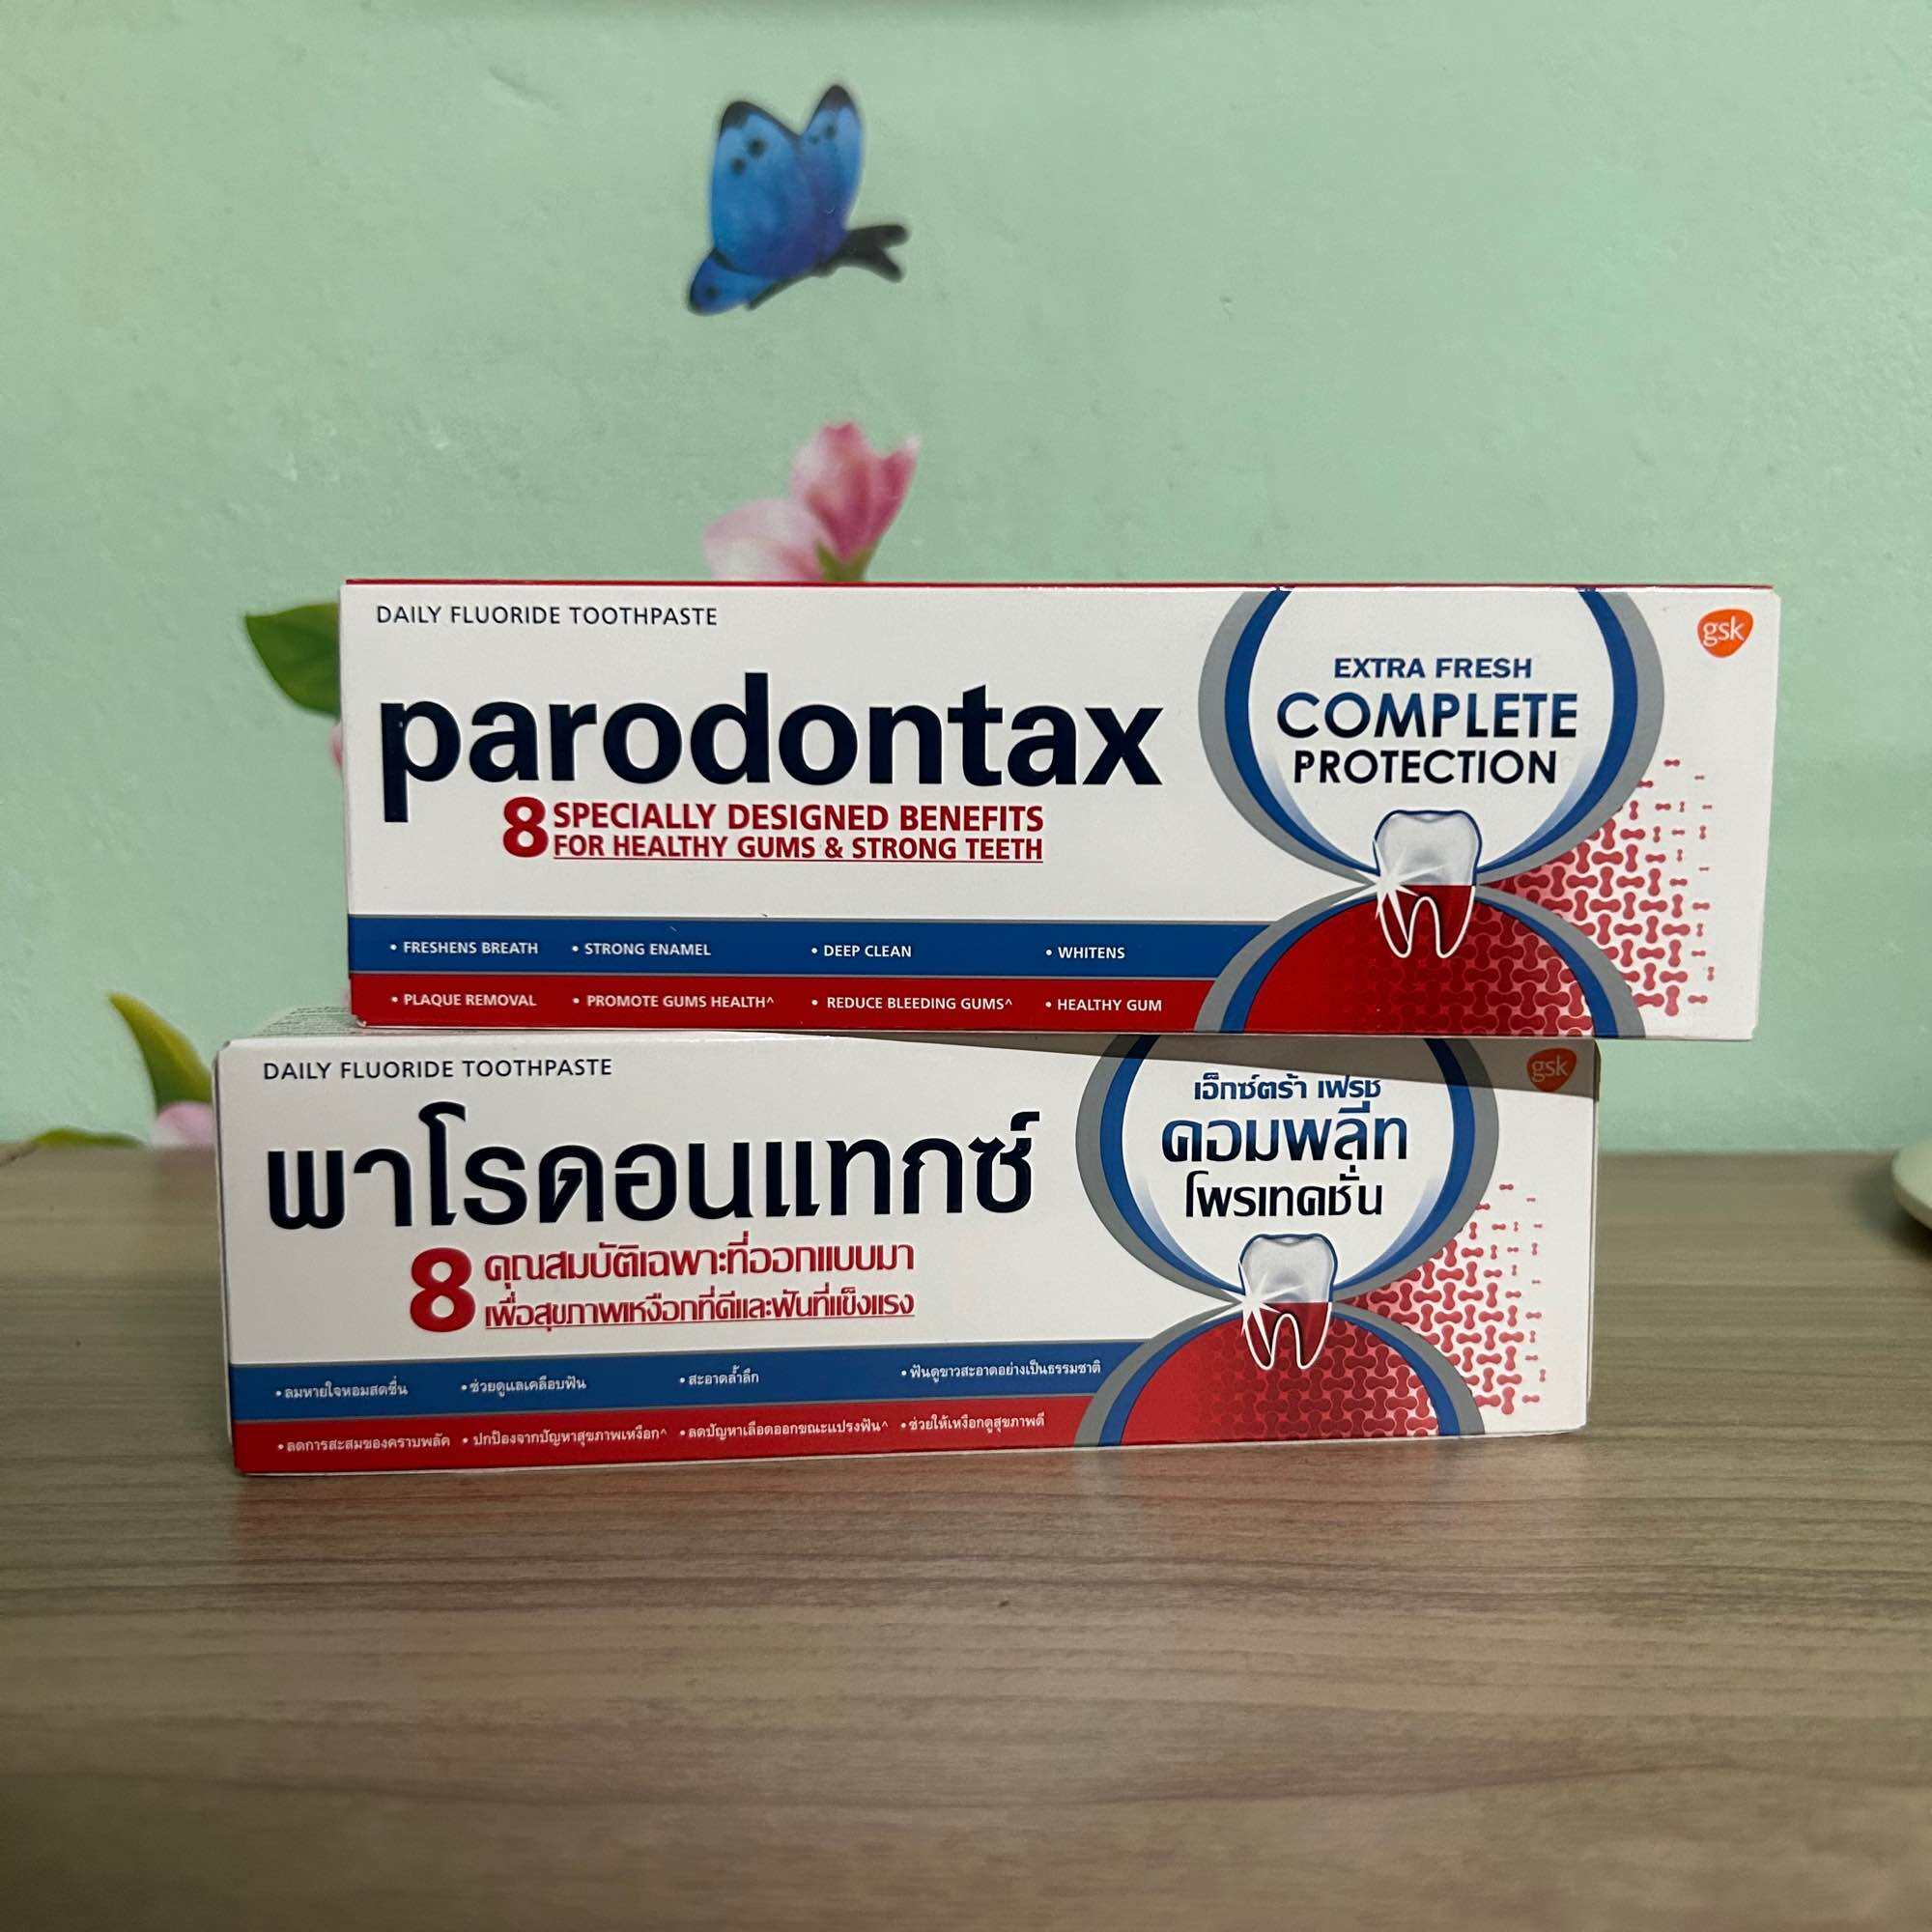 DAILY FLUORIDE TOOTHPASTE
gsk
parodontax
EXTRA FRESH
COMPLETE
PROTECTION
8 SPECIALLY DESIGNED BENEFITS
FOR HEALTHY GUMS & STRONG TEETH
• FRESHENS BREATH • STRONG ENAMEL • DEEP CLEAN • WHITENS
• PLAQUE REMOVAL • PROMOTE GUMS HEALTH^ • REDUCE BLEEDING GUMS^ • HEALTHY GUM
DAILY FLUORIDE TOOTHPASTE
gsk
พาโรดอนแทกซ์
เอ็กซ์ตร้า เฟรช
คอมพลีท
โพรเทคชั่น
8 คุณสมบัติเฉพาะที่ออกแบบมา
เพื่อสุขภาพเหงือกที่ดีและฟันที่แข็งแรง
• ลมหายใจหอมสดชื่น • ช่วยดูแลเคลือบฟัน • สะอาดล้ำลึก • ฟันดูขาวสะอาดอย่างเป็นธรรมชาติ
• ลดการสะสมของคราบพลัค • ปกป้องจากปัญหาสุขภาพเหงือก^ • ลดปัญหาเลือดออกขณะแปรงฟัน^ • ช่วยให้เหงือกดูสุขภาพดี